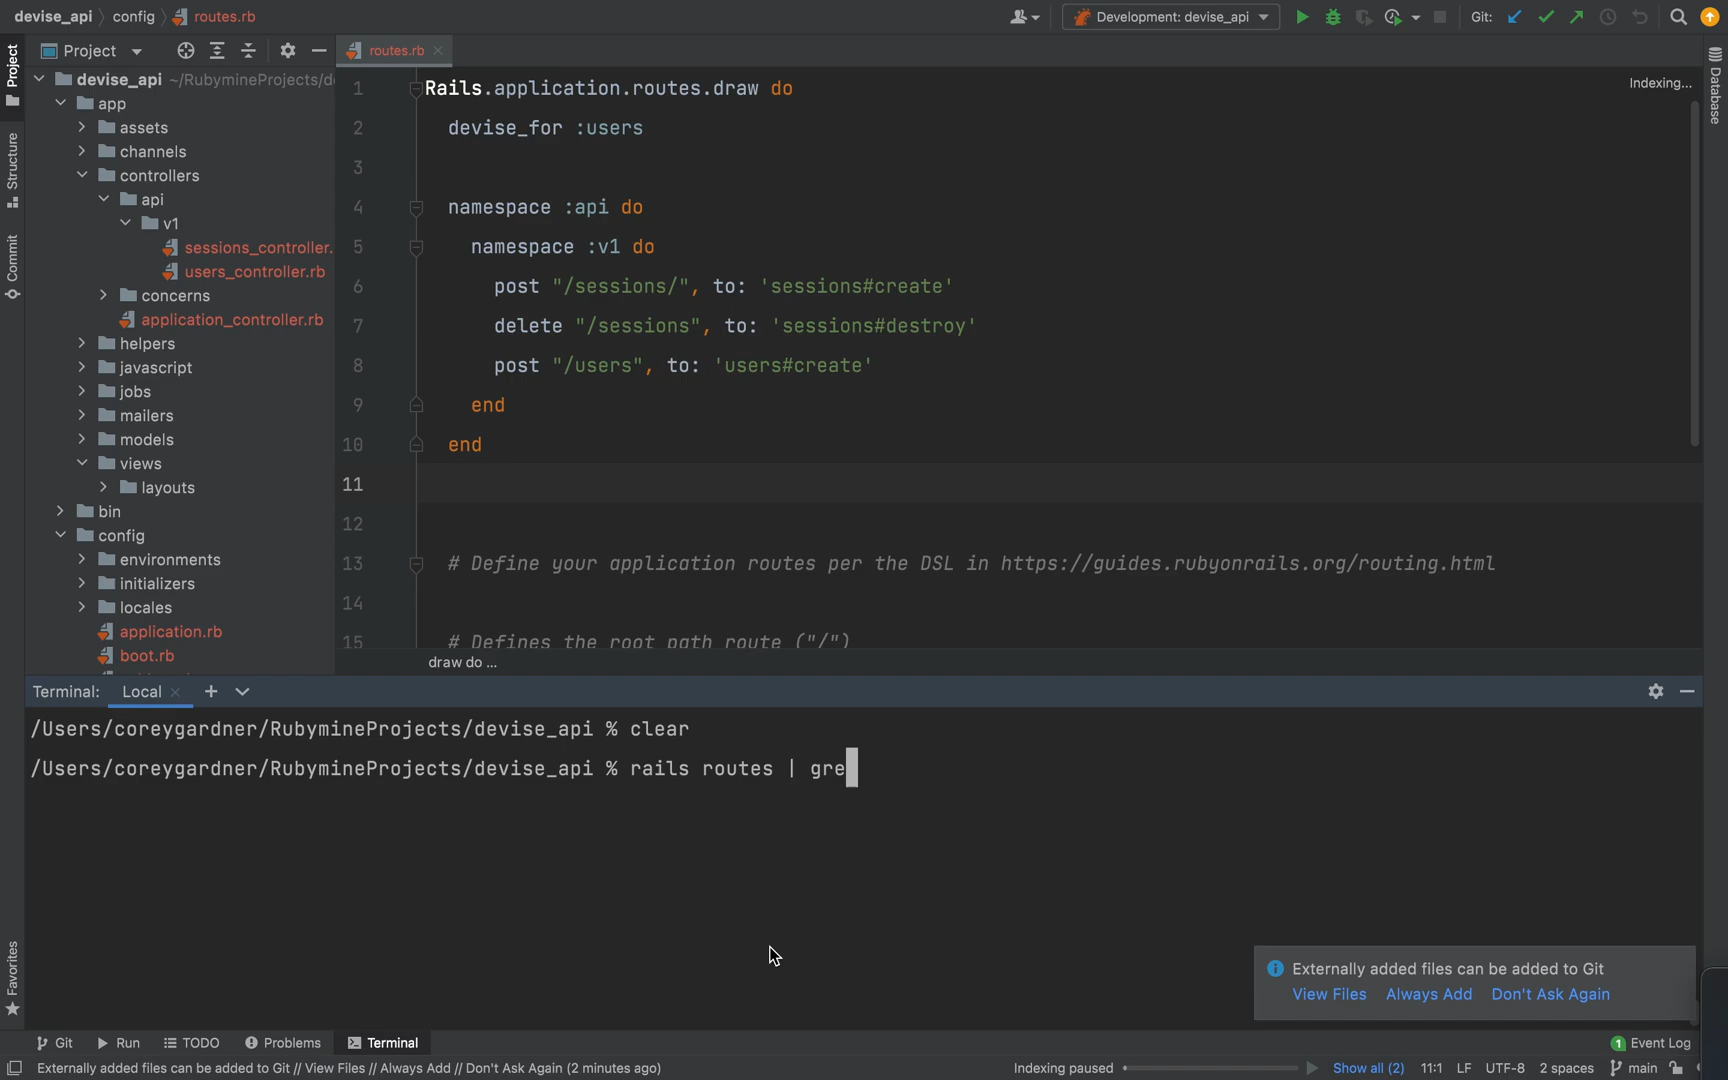 devise_api config routes.rb
Development: devise_api
Git:
Project
routes.rb
Project
Structure
Commit
Favorites
Database
devise_api ~/RubymineProjects/d
app
assets
channels
controllers
api
v1
sessions_controller.
users_controller.rb
concerns
application_controller.rb
helpers
javascript
jobs
mailers
models
views
layouts
bin
config
environments
initializers
locales
application.rb
boot.rb
Indexing...
1 Rails.application.routes.draw do
2 devise_for :users
3
4 namespace :api do
5 namespace :v1 do
6 post "/sessions/", to: 'sessions#create'
7 delete "/sessions", to: 'sessions#destroy'
8 post "/users", to: 'users#create'
9 end
10 end
11
12
13 # Define your application routes per the DSL in https://guides.rubyonrails.org/routing.html
14
15 # Defines the root path route ("/")
draw do ...
Terminal: Local
/Users/coreygardner/RubymineProjects/devise_api % clear
/Users/coreygardner/RubymineProjects/devise_api % rails routes | gre
Externally added files can be added to Git
View Files Always Add Don't Ask Again
Git Run TODO Problems Terminal
1 Event Log
Externally added files can be added to Git // View Files // Always Add // Don't Ask Again (2 minutes ago)
Indexing paused Show all (2) 11:1 LF UTF-8 2 spaces main